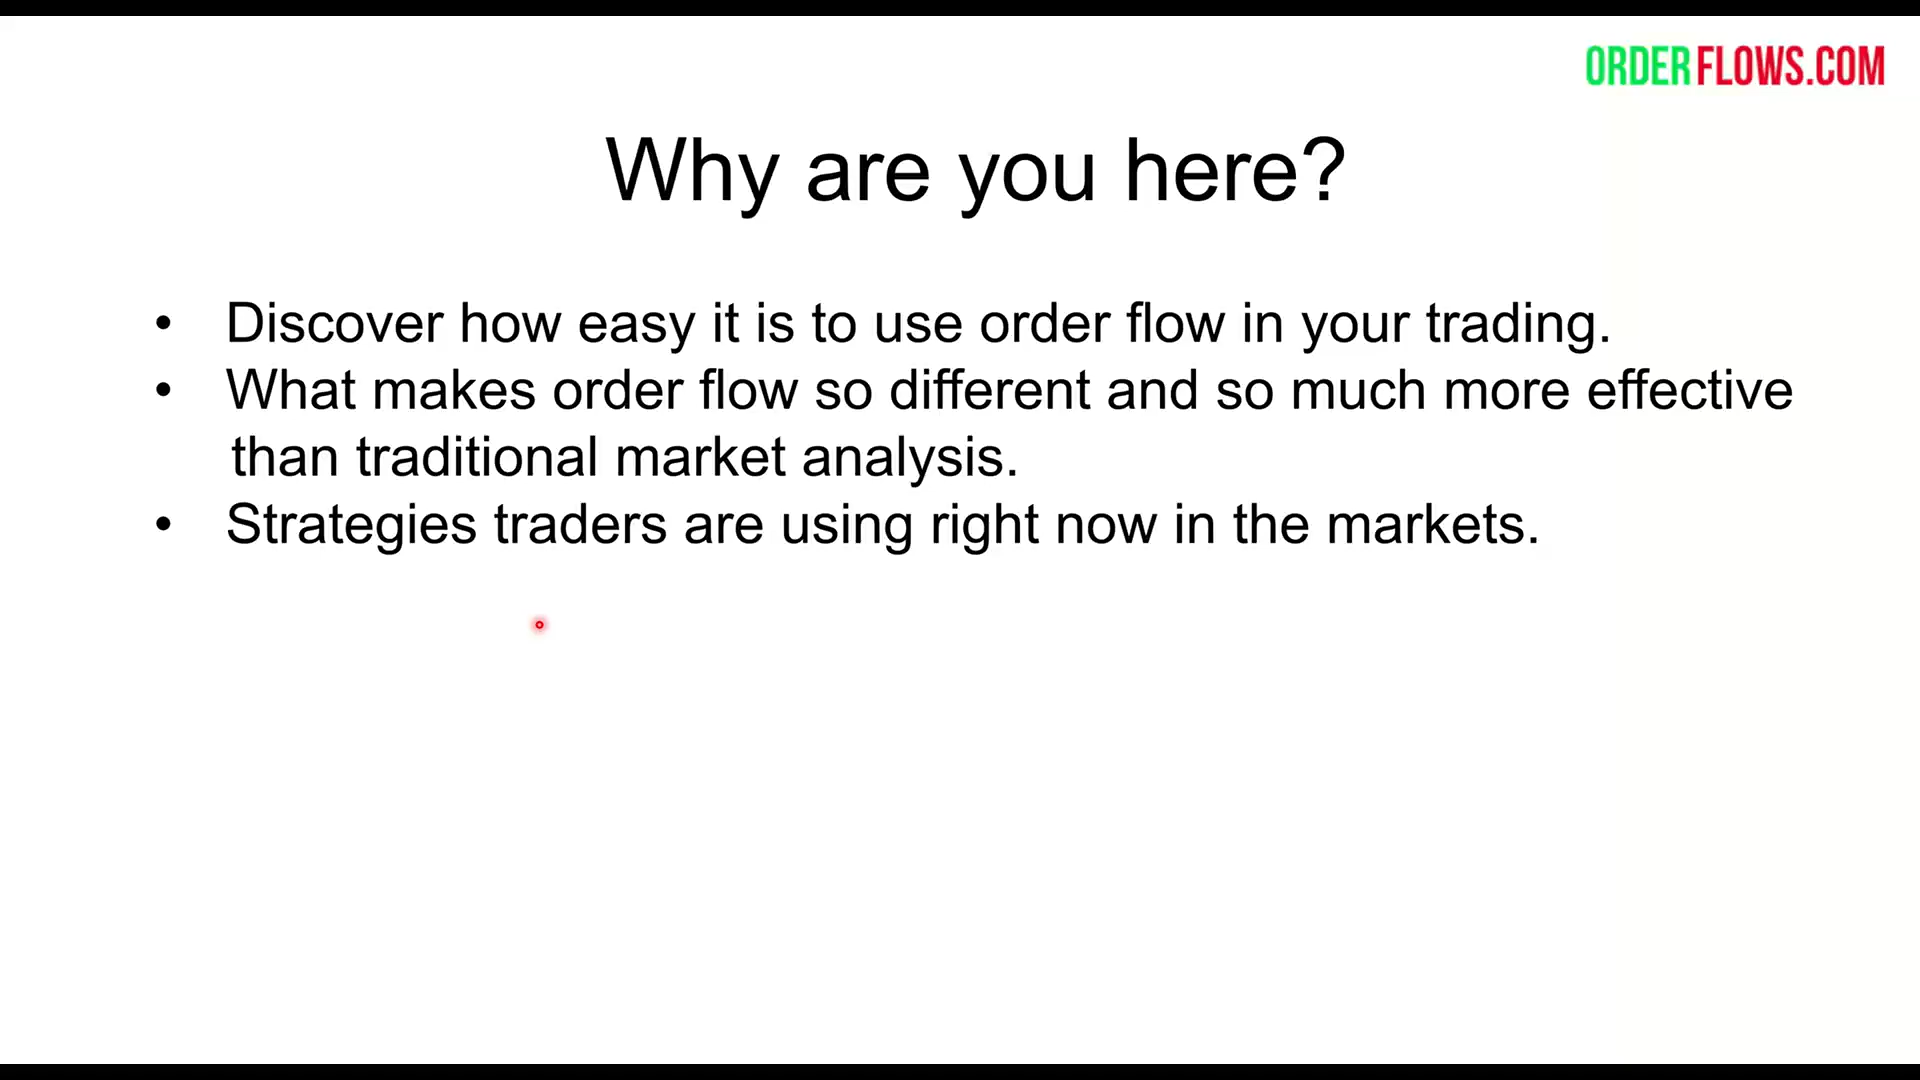 ORDERFLOWS.COM
Why are you here?
• Discover how easy it is to use order flow in your trading.
• What makes order flow so different and so much more effective
than traditional market analysis.
• Strategies traders are using right now in the markets.